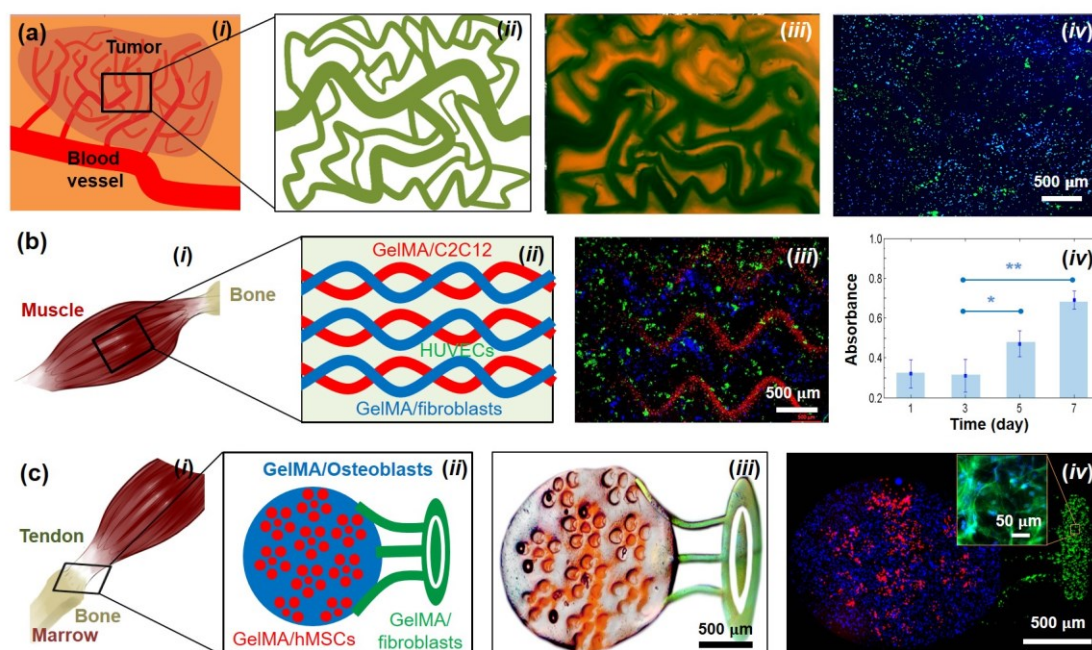 (a)
(i)
Tumor
Blood
vessel
(ii)
(iii)
(iv)
500 μm
(b)
(i)
Bone
Muscle
(ii)
GelMA/C2C12
HUVECs
GelMA/fibroblasts
(iii)
500 μm
(iv)
Absorbance
1.0
0.8
0.6
0.4
0.2
**
*
1 3 5 7
Time (day)
(c)
(i)
Tendon
Bone
Marrow
(ii)
GelMA/Osteoblasts
GelMA/hMSCs
GelMA/
fibroblasts
(iii)
500 μm
(iv)
50 μm
500 μm